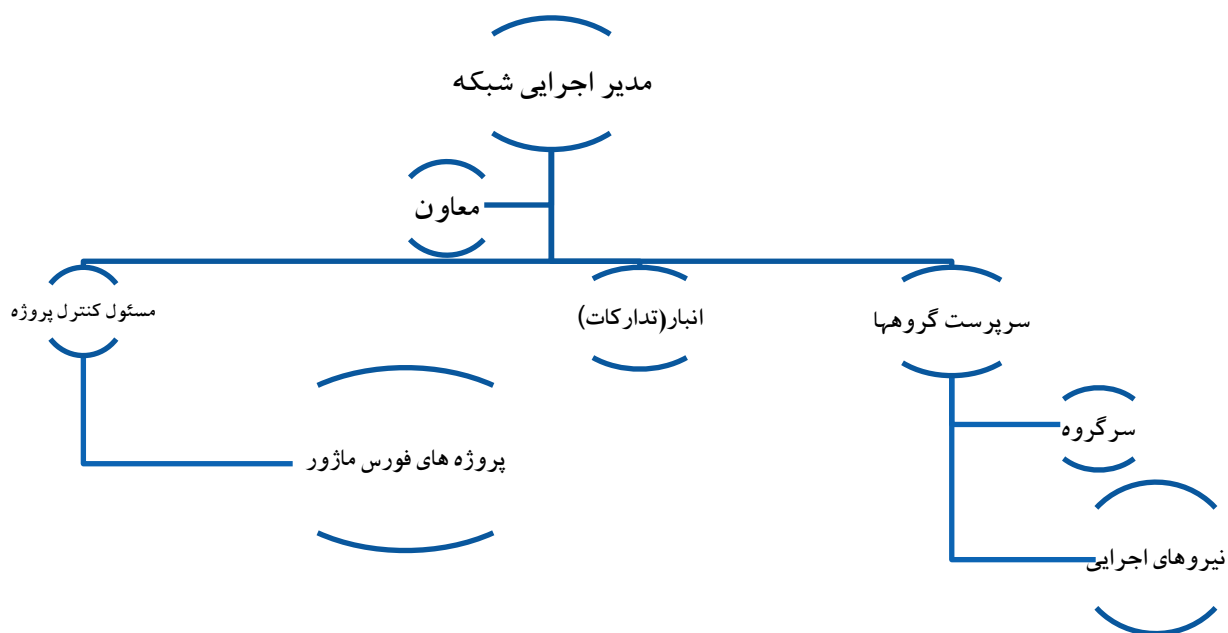 مدیر اجرایی شبکه
معاون
سرپرست گروهها
انبار(تدارکات)
مسئول کنترل پروژه
سرگروه
پروژه های فورس ماژور
نیروهای اجرایی